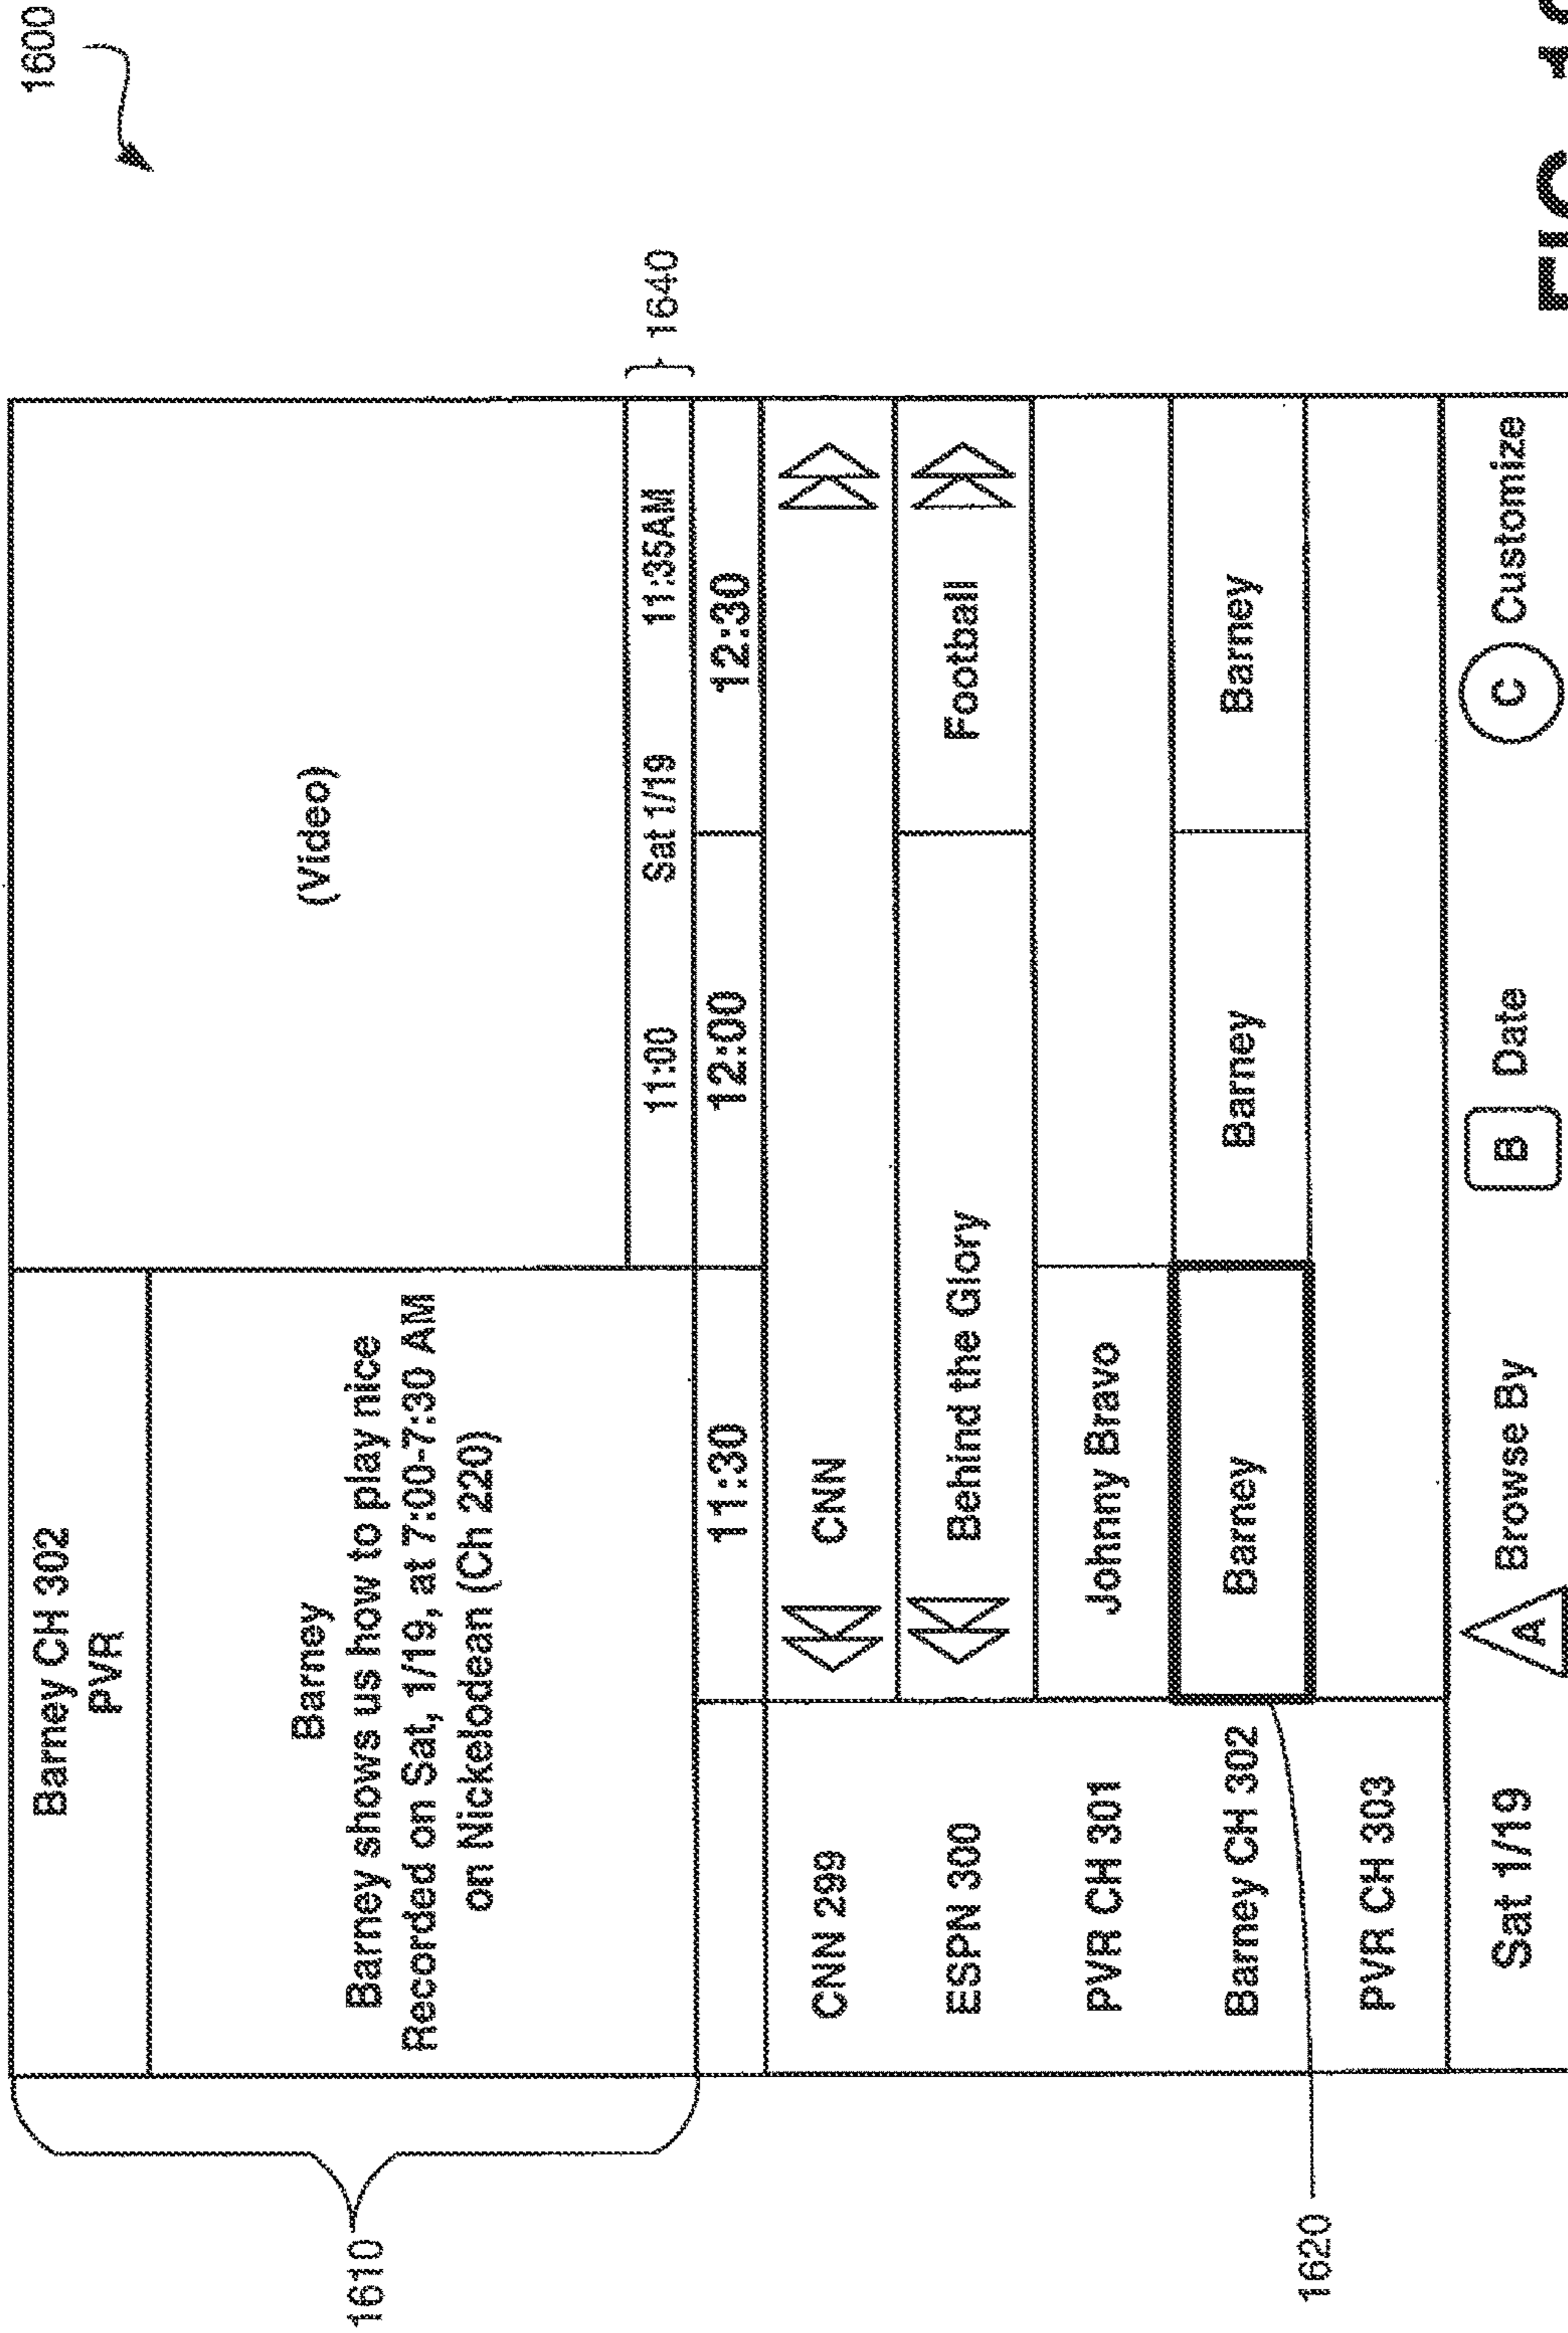 1600
Barney CH 302
PVR
Barney
Barney shows us how to play nice
Recorded on Sat, 1/19, at 7:00-7:30 AM
on Nickelodean (Ch 220)
1610
(Video)
11:00 Sat 1/19 11:35AM
1640
11:30 12:00 12:30
CNN 299 CNN
ESPN 300 Behind the Glory Football
PVR CH 301 Johnny Bravo
Barney CH 302 Barney Barney Barney
PVR CH 303
1620
Sat 1/19 A Browse By B Date C Customize